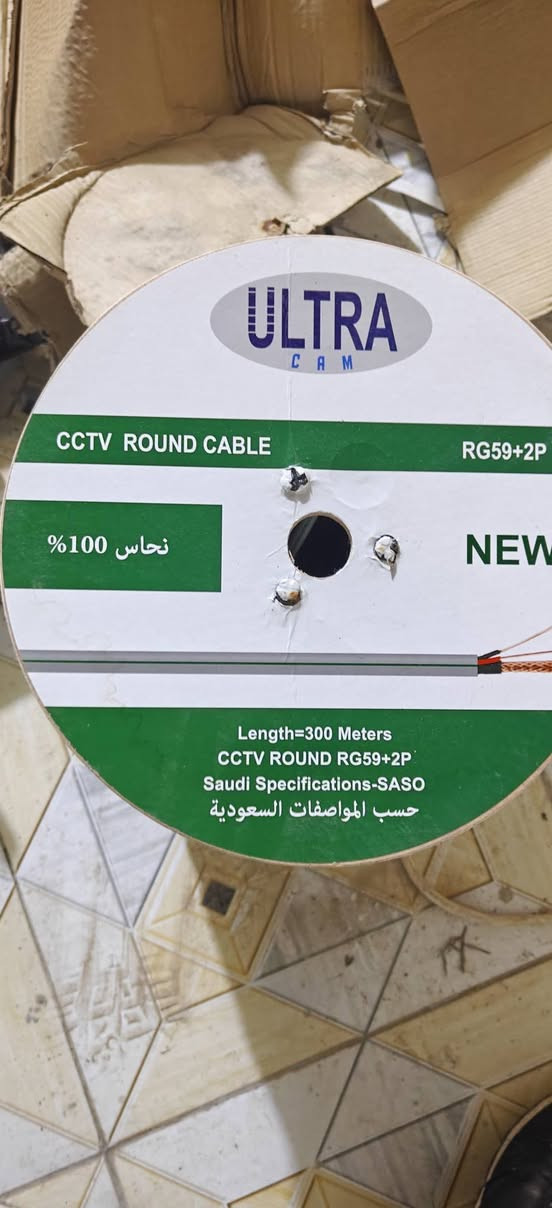 ULTRA
CAM
CCTV ROUND CABLE RG59+2P
نحاس 100%
NEW
Length=300 Meters
CCTV ROUND RG59+2P
Saudi Specifications-SASO
حسب المواصفات السعودية